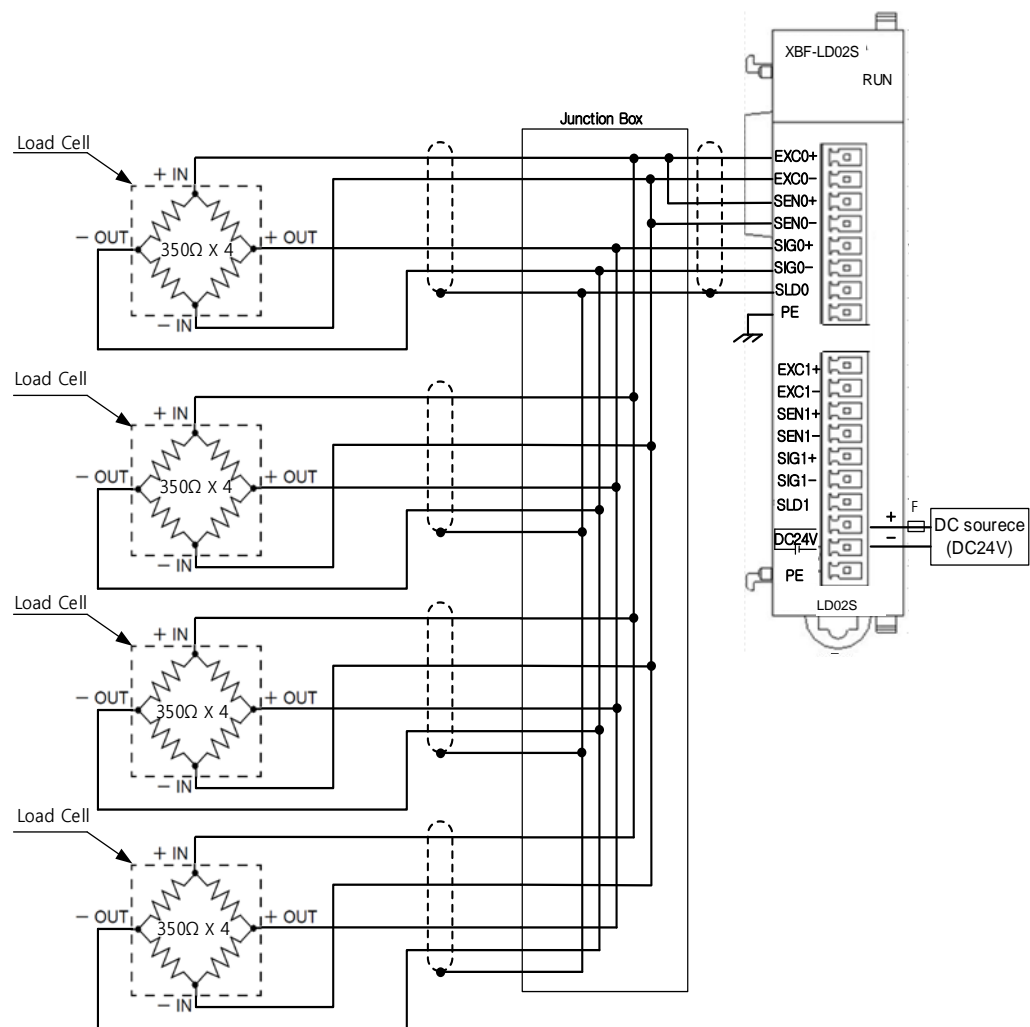 XBF-LD02S
RUN
Junction Box
Load Cell
+ IN
− OUT
350Ω X 4
+ OUT
− IN
EXC0+
EXC0−
SEN0+
SEN0−
SIG0+
SIG0−
SLD0
PE
Load Cell
+ IN
− OUT
350Ω X 4
+ OUT
− IN
EXC1+
EXC1−
SEN1+
SEN1−
SIG1+
SIG1−
SLD1
DC24V
PE
+
−
F
DC sourece
(DC24V)
LD02S
Load Cell
+ IN
− OUT
350Ω X 4
+ OUT
− IN
Load Cell
+ IN
− OUT
350Ω X 4
+ OUT
− IN